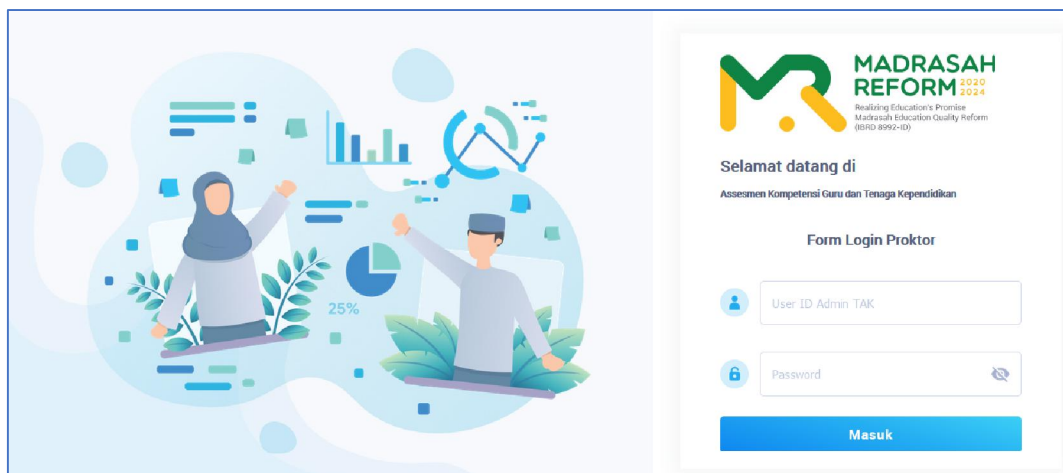 MADRASAH
REFORM 2020
2024
Realizing Education's Promise
Madrasah Education Quality Reform
(IBRD 8992-ID)
Selamat datang di
Assesmen Kompetensi Guru dan Tenaga Kependidikan
Form Login Proktor
User ID Admin TAK
Password
Masuk
25%